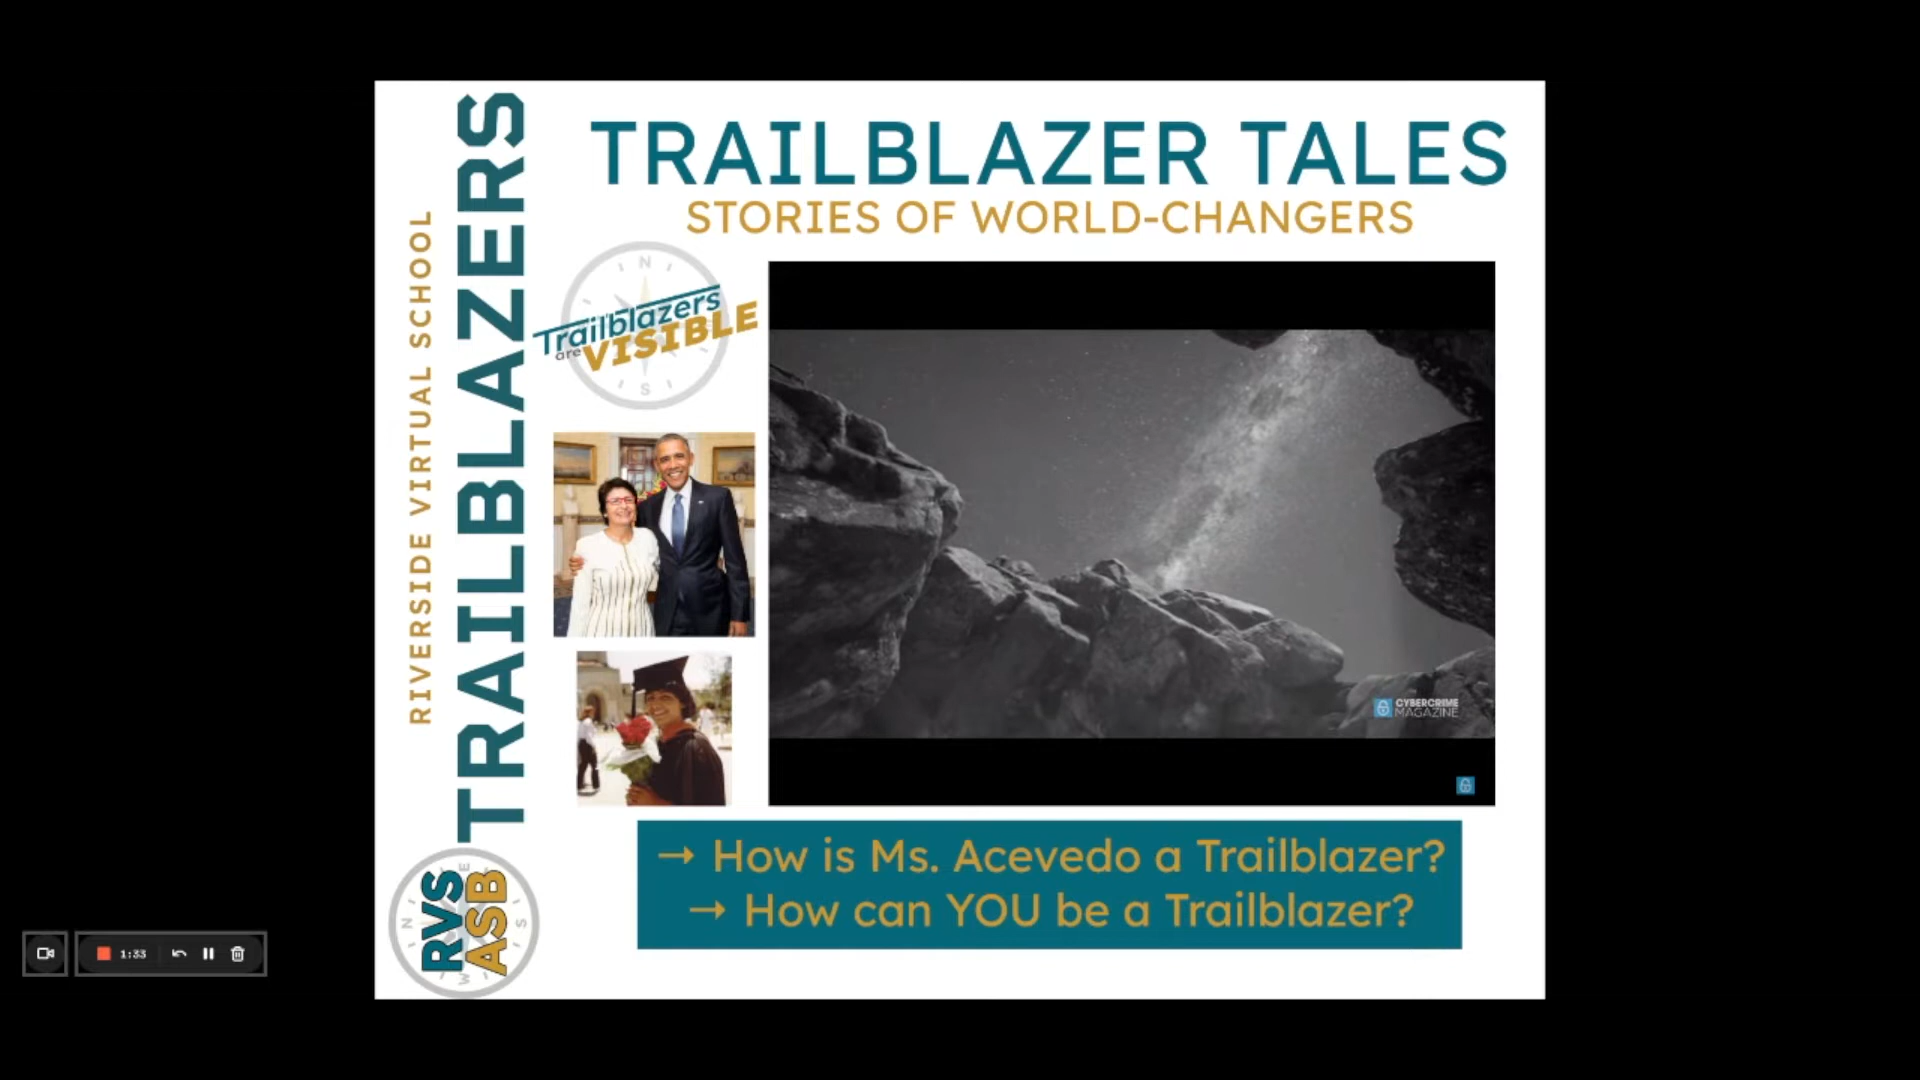 RIVERSIDE VIRTUAL SCHOOL
TRAILBLAZERS
TRAILBLAZER TALES
STORIES OF WORLD-CHANGERS
N
Trailblazers
are VISIBLE
S
CYBERCRIME
MAGAZINE
→ How is Ms. Acevedo a Trailblazer?
→ How can YOU be a Trailblazer?
N
E
S
W
RVS
ASB
1:33